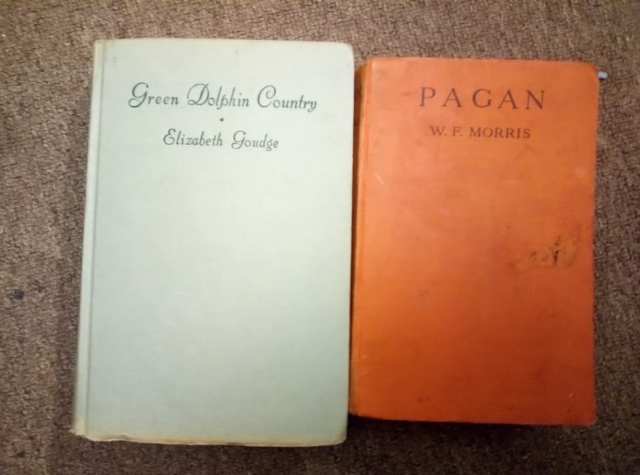 Green Dolphin Country
Elizabeth Goudge
PAGAN
W. F. MORRIS